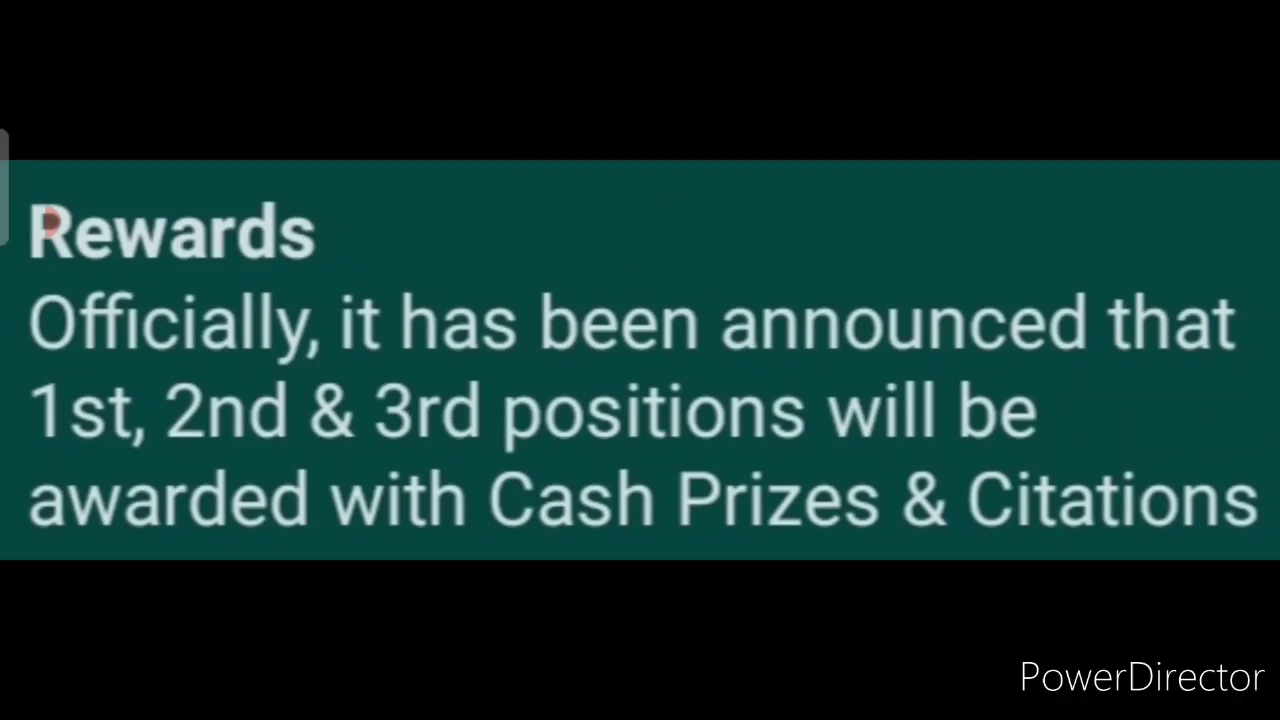 Rewards
Officially, it has been announced that
1st, 2nd & 3rd positions will be
awarded with Cash Prizes & Citations
PowerDirector